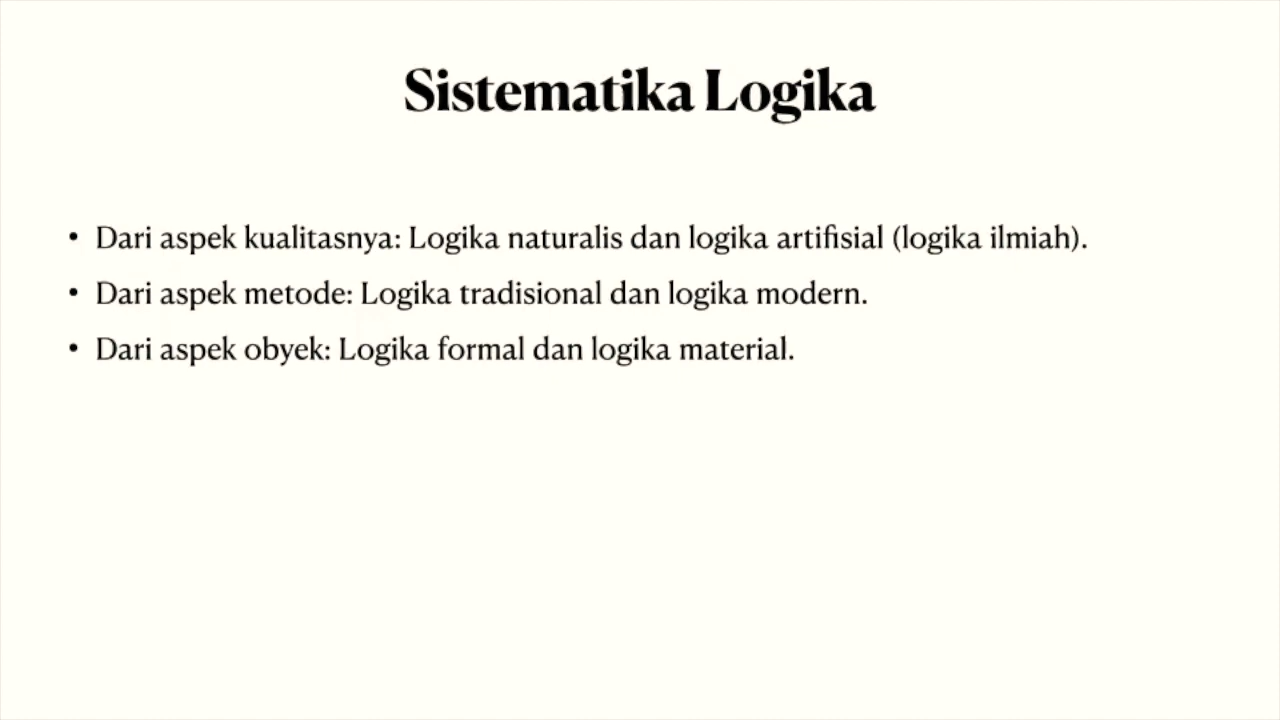 Sistematika Logika
• Dari aspek kualitasnya: Logika naturalis dan logika artifisial (logika ilmiah).
• Dari aspek metode: Logika tradisional dan logika modern.
• Dari aspek obyek: Logika formal dan logika material.